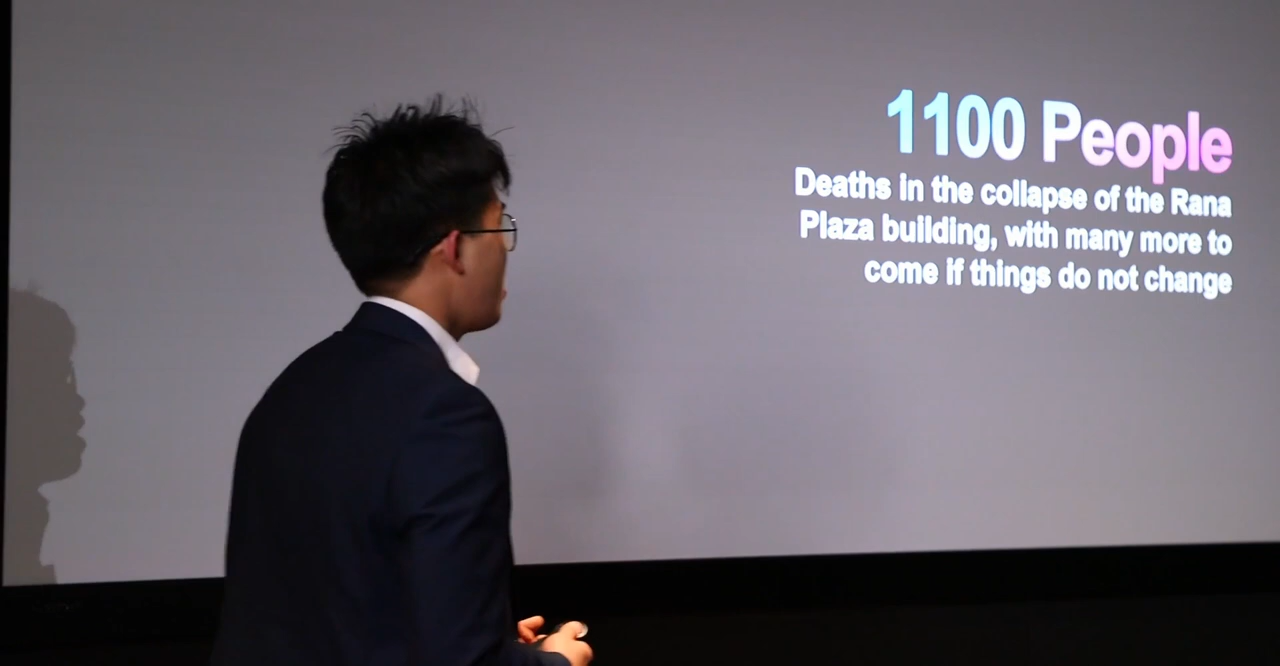 1100 People
Deaths in the collapse of the Rana
Plaza building, with many more to
come if things do not change